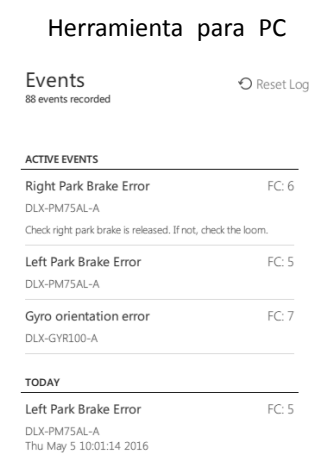 Herramienta para PC
Events
88 events recorded
Reset Log
ACTIVE EVENTS
Right Park Brake Error FC: 6
DLX-PM75AL-A
Check right park brake is released. If not, check the loom.
Left Park Brake Error FC: 5
DLX-PM75AL-A
Gyro orientation error FC: 7
DLX-GYR100-A
TODAY
Left Park Brake Error FC: 5
DLX-PM75AL-A
Thu May 5 10:01:14 2016